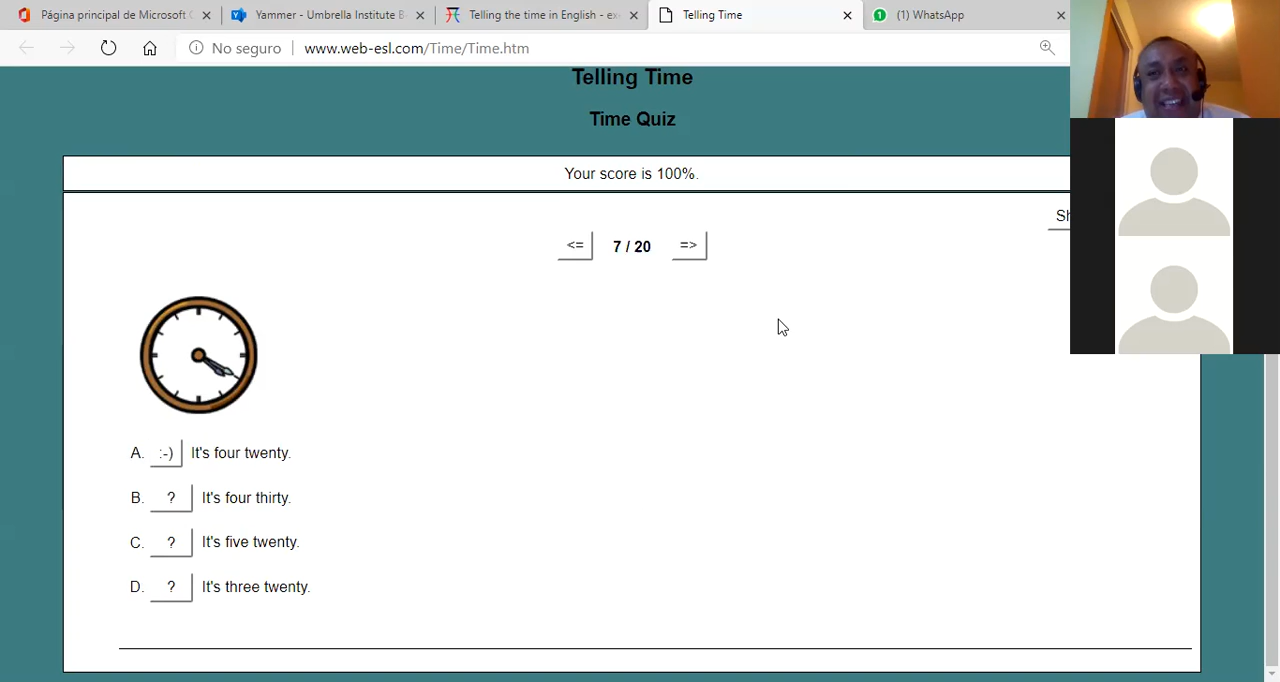 Página principal de Microsoft
Yammer - Umbrella Institute B
Telling the time in English - exe
Telling Time
(1) WhatsApp
No seguro
www.web-esl.com/Time/Time.htm
Telling Time
Time Quiz
Your score is 100%.
<= 7 / 20 =>
A. :-) It's four twenty.
B. ? It's four thirty.
C. ? It's five twenty.
D. ? It's three twenty.